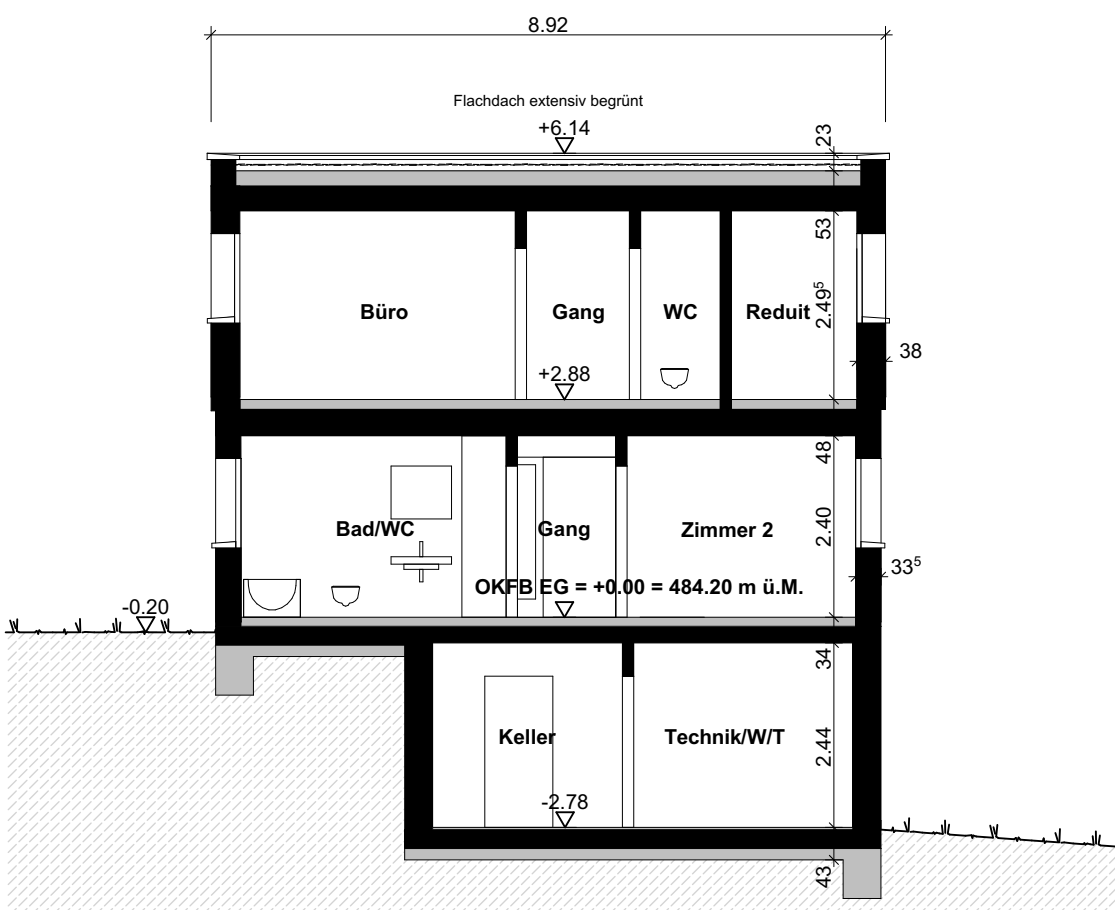 8.92
Flachdach extensiv begrünt
+6.14
23
53
Büro
Gang
WC
Reduit
2.49⁵
38
+2.88
48
Bad/WC
Gang
Zimmer 2
2.40
33⁵
OKFB EG = +0.00 = 484.20 m ü.M.
-0.20
34
Keller
Technik/W/T
2.44
-2.78
43